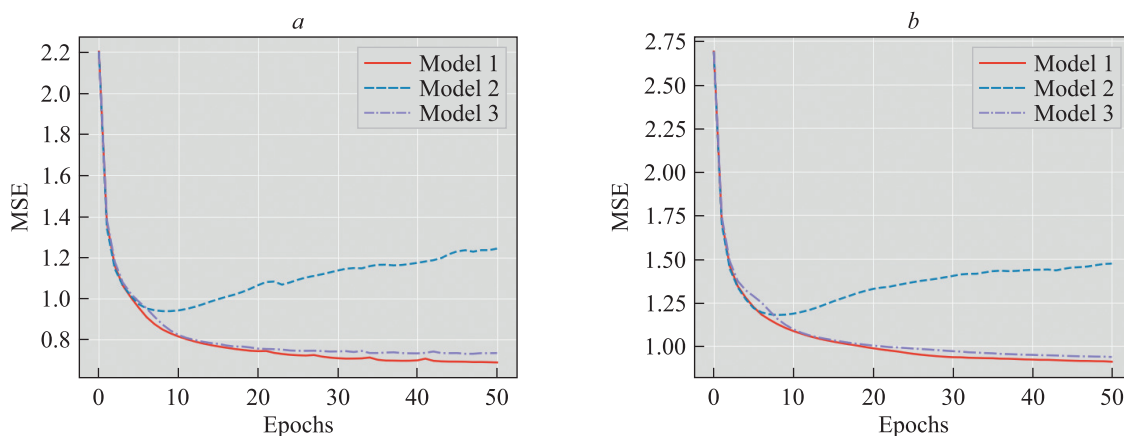 a
2.2
2.0
1.8
1.6
1.4
1.2
1.0
0.8
MSE
0 10 20 30 40 50
Epochs
Model 1
Model 2
Model 3
b
2.75
2.50
2.25
2.00
1.75
1.50
1.25
1.00
MSE
0 10 20 30 40 50
Epochs
Model 1
Model 2
Model 3